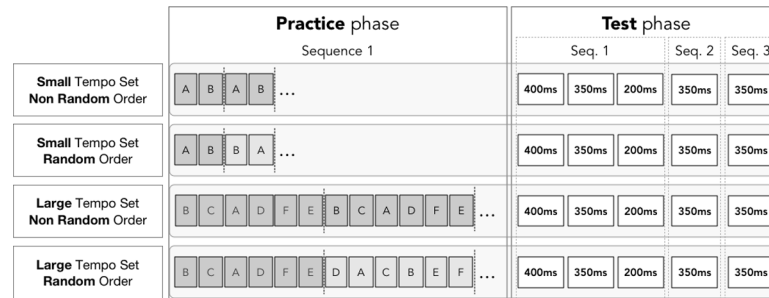 Practice phase
Test phase
Sequence 1
Seq. 1
Seq. 2
Seq. 3
Small Tempo Set
Non Random Order
A B A B ...
400ms 350ms 200ms 350ms 350ms
Small Tempo Set
Random Order
A B B A ...
400ms 350ms 200ms 350ms 350ms
Large Tempo Set
Non Random Order
B C A D F E B C A D F E ...
400ms 350ms 200ms 350ms 350ms
Large Tempo Set
Random Order
B C A D F E D A C B E F ...
400ms 350ms 200ms 350ms 350ms